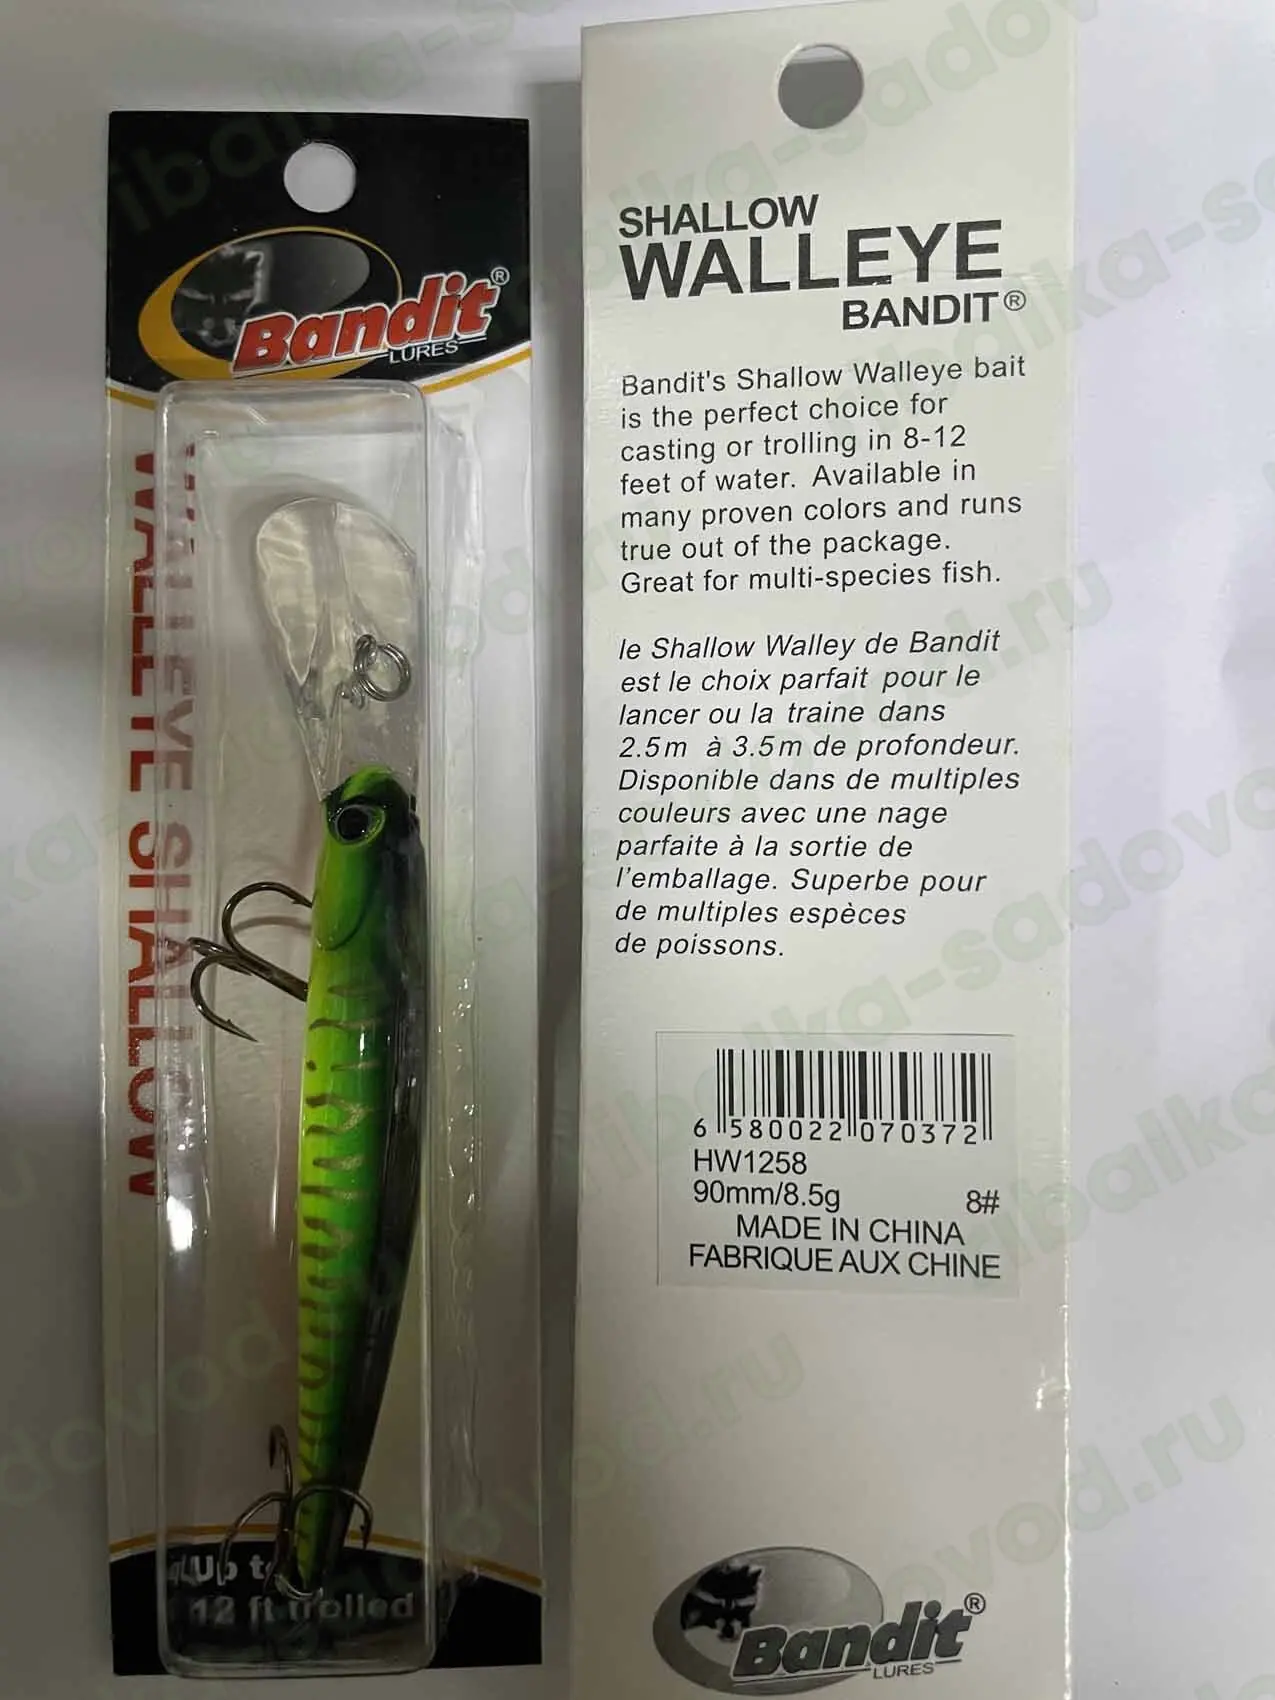 Bandit®
LURES
WALLEYE SHALLOW
Up to
12 ft trolled
SHALLOW
WALLEYE
BANDIT®
Bandit's Shallow Walleye bait
is the perfect choice for
casting or trolling in 8-12
feet of water. Available in
many proven colors and runs
true out of the package.
Great for multi-species fish.
le Shallow Walley de Bandit
est le choix parfait pour le
lancer ou la traine dans
2.5m à 3.5m de profondeur.
Disponible dans de multiples
couleurs avec une nage
parfaite à la sortie de
l'emballage. Superbe pour
de multiples espèces
de poissons.
6 580022 070372
HW1258
90mm/8.5g 8#
MADE IN CHINA
FABRIQUE AUX CHINE
Bandit®
LURES
ribalka-sadovod.ru